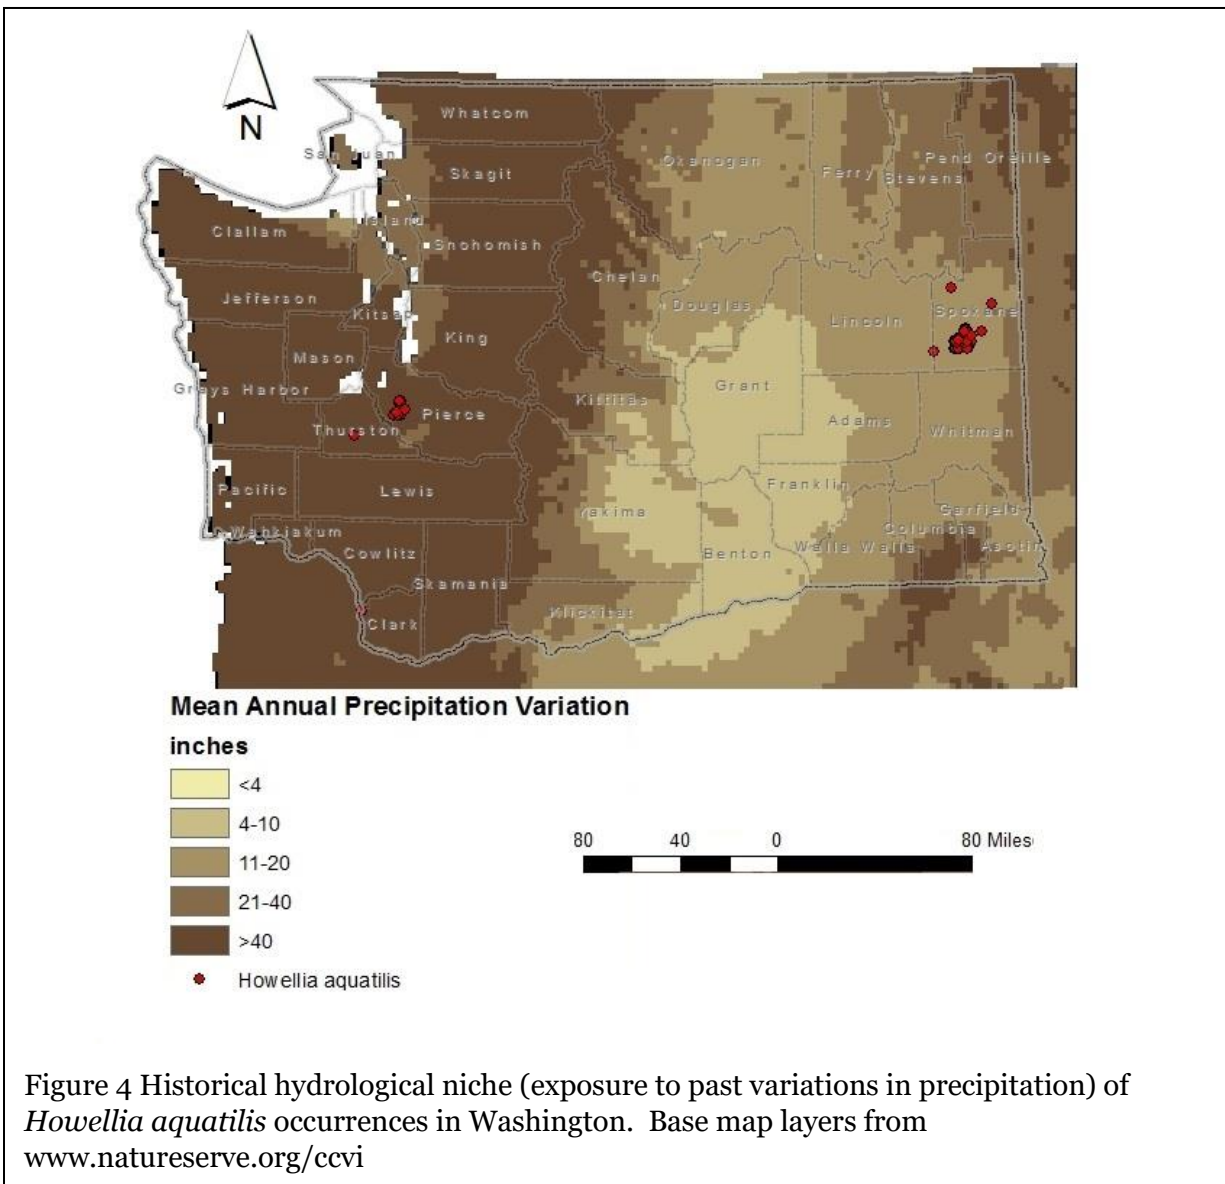 N
Whatcom
San Juan
Okanogan
Pend Oreille
Skagit
Ferry
Stevens
Island
Clallam
Snohomish
Chelan
Jefferson
Douglas
Kitsap
Lincoln
Spokane
King
Mason
Grays Harbor
Grant
Kittitas
Pierce
Adams
Thurston
Whitman
Pacific
Lewis
Franklin
Yakima
Garfield
Wahkiakum
Columbia
Cowlitz
Benton
Walla Walla
Asotin
Skamania
Klickitat
Clark
Mean Annual Precipitation Variation
inches
<4
4-10
11-20
21-40
>40
Howellia aquatilis
80 40 0 80 Miles
Figure 4 Historical hydrological niche (exposure to past variations in precipitation) of
Howellia aquatilis occurrences in Washington. Base map layers from
www.natureserve.org/ccvi